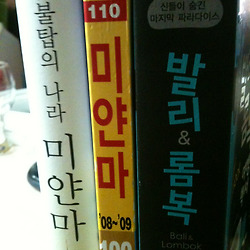 불탑의 나라 미얀마
110
미얀마
'08~'09
100
신들이 숨긴
마지막 파라다이스
발리 & 롬복
Bali &
Lombok